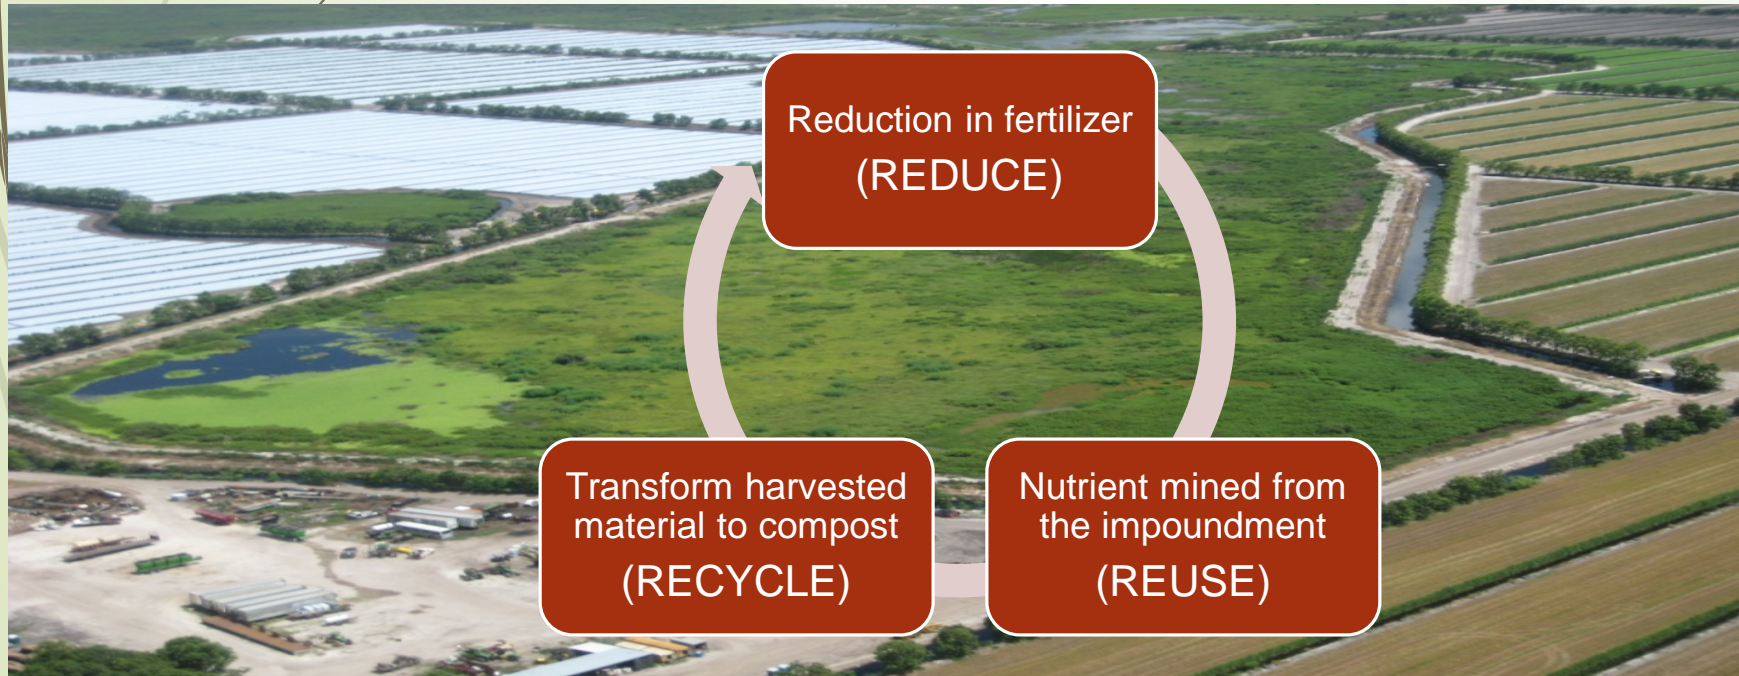 Reduction in fertilizer
(REDUCE)
Transform harvested
material to compost
(RECYCLE)
Nutrient mined from
the impoundment
(REUSE)